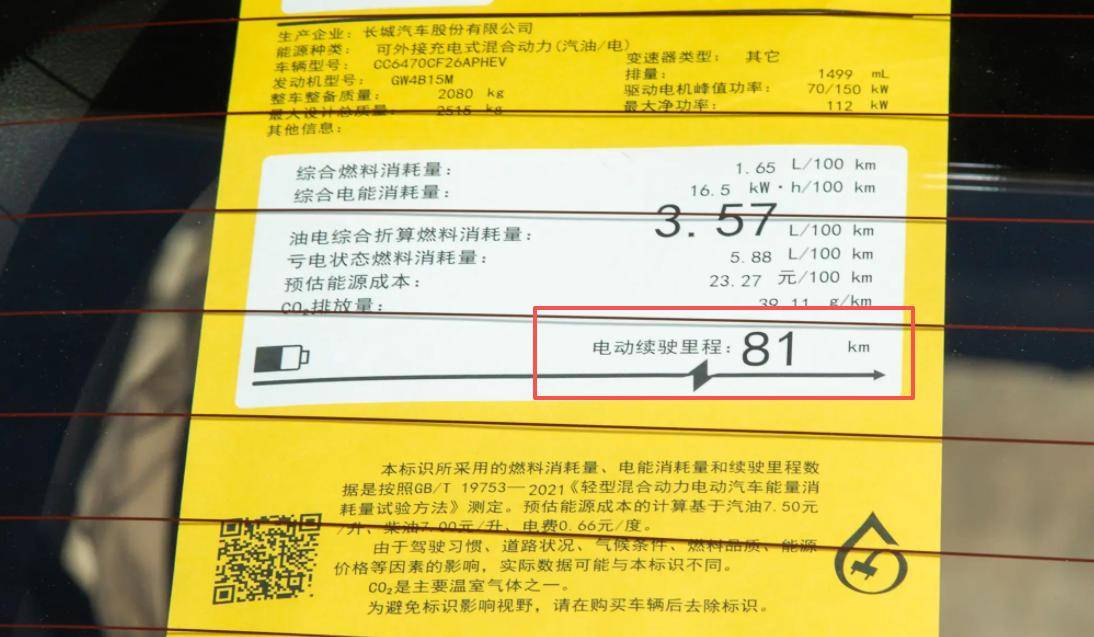 生产企业：长城汽车股份有限公司
能源种类：可外接充电式混合动力(汽油/电)
车辆型号：CC6470CF26APHEV 变速器类型：其它
发动机型号：GW4B15M 排量：1499 mL
整车整备质量：2080 kg 驱动电机峰值功率：70/150 kW
最大设计总质量：2515 kg 最大净功率：112 kW
其他信息：
综合燃料消耗量：1.65 L/100 km
综合电能消耗量：16.5 kW·h/100 km
油电综合折算燃料消耗量：3.57 L/100 km
亏电状态燃料消耗量：5.88 L/100 km
预估能源成本：23.27 元/100 km
CO₂排放量：39.11 g/km
电动续驶里程：81 km
本标识所采用的燃料消耗量、电能消耗量和续驶里程数
据是按照GB/T 19753—2021《轻型混合动力电动汽车能量消
耗量试验方法》测定。预估能源成本的计算基于汽油7.50元
/升、柴油7.00元/升、电费0.66元/度。
由于驾驶习惯、道路状况、气候条件、燃料品质、能源
价格等因素的影响，实际数据可能与本标识不同。
CO₂是主要温室气体之一。
为避免标识影响视野，请在购买车辆后去除标识。